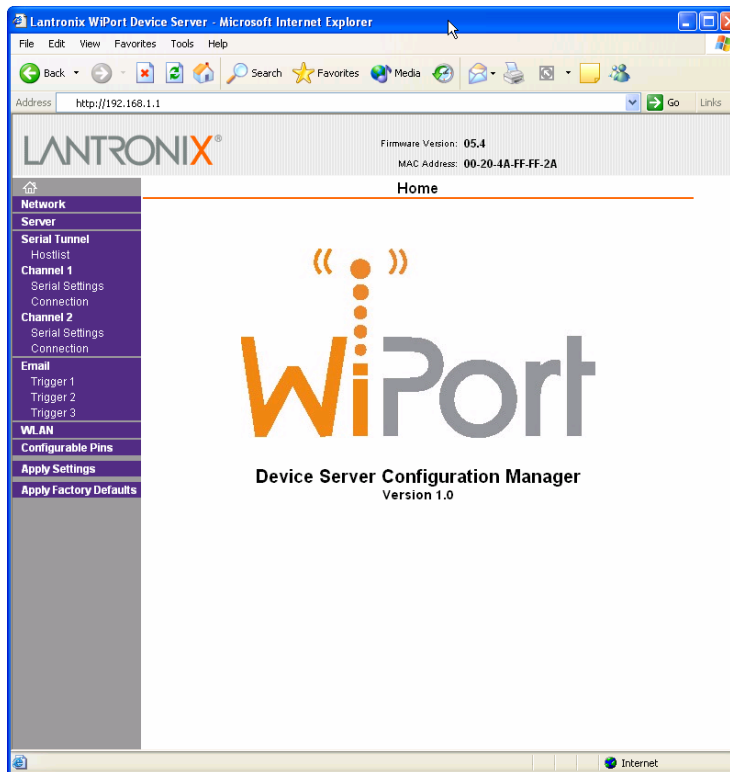 Lantronix WiPort Device Server - Microsoft Internet Explorer
File Edit View Favorites Tools Help
Back Search Favorites Media
Address http://192.168.1.1 Go Links
LANTRONIX®
Firmware Version: 05.4
MAC Address: 00-20-4A-FF-FF-2A
Home
Network
Server
Serial Tunnel
Hostlist
Channel 1
Serial Settings
Connection
Channel 2
Serial Settings
Connection
Email
Trigger 1
Trigger 2
Trigger 3
WLAN
Configurable Pins
Apply Settings
Apply Factory Defaults
WiPort
Device Server Configuration Manager
Version 1.0
Internet